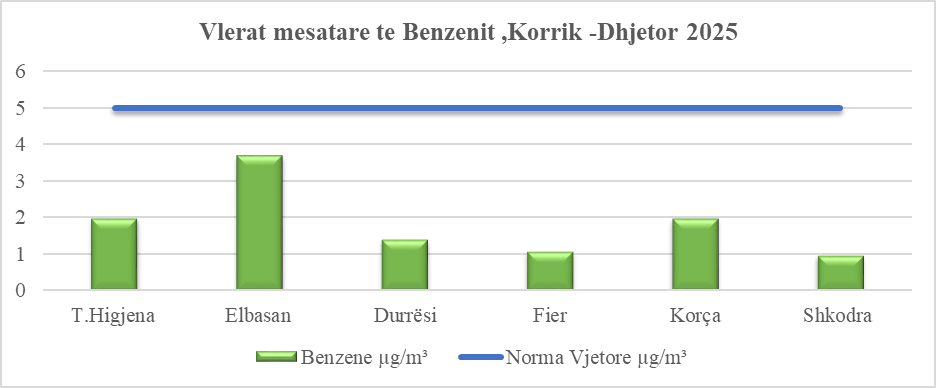 Vlerat mesatare te Benzenit ,Korrik -Dhjetor 2025
6
5
4
3
2
1
0
T.Higjena Elbasan Durrësi Fier Korça Shkodra
Benzene µg/m³ Norma Vjetore µg/m³